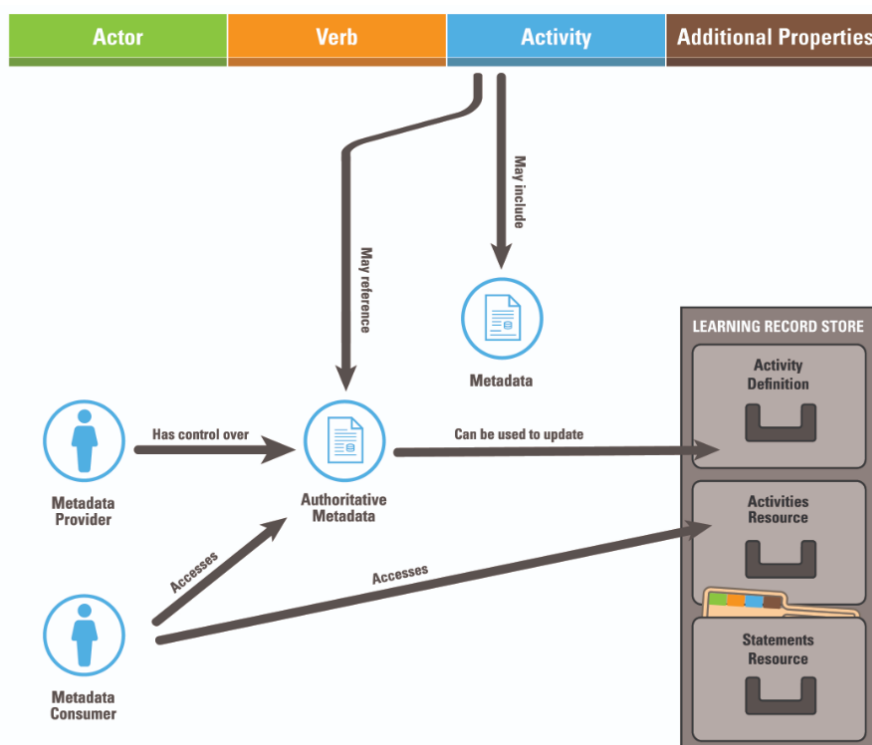 Actor
Verb
Activity
Additional Properties
May include
May reference
Metadata
LEARNING RECORD STORE
Activity
Definition
Has control over
Can be used to update
Metadata
Provider
Authoritative
Metadata
Activities
Resource
Accesses
Accesses
Statements
Resource
Metadata
Consumer